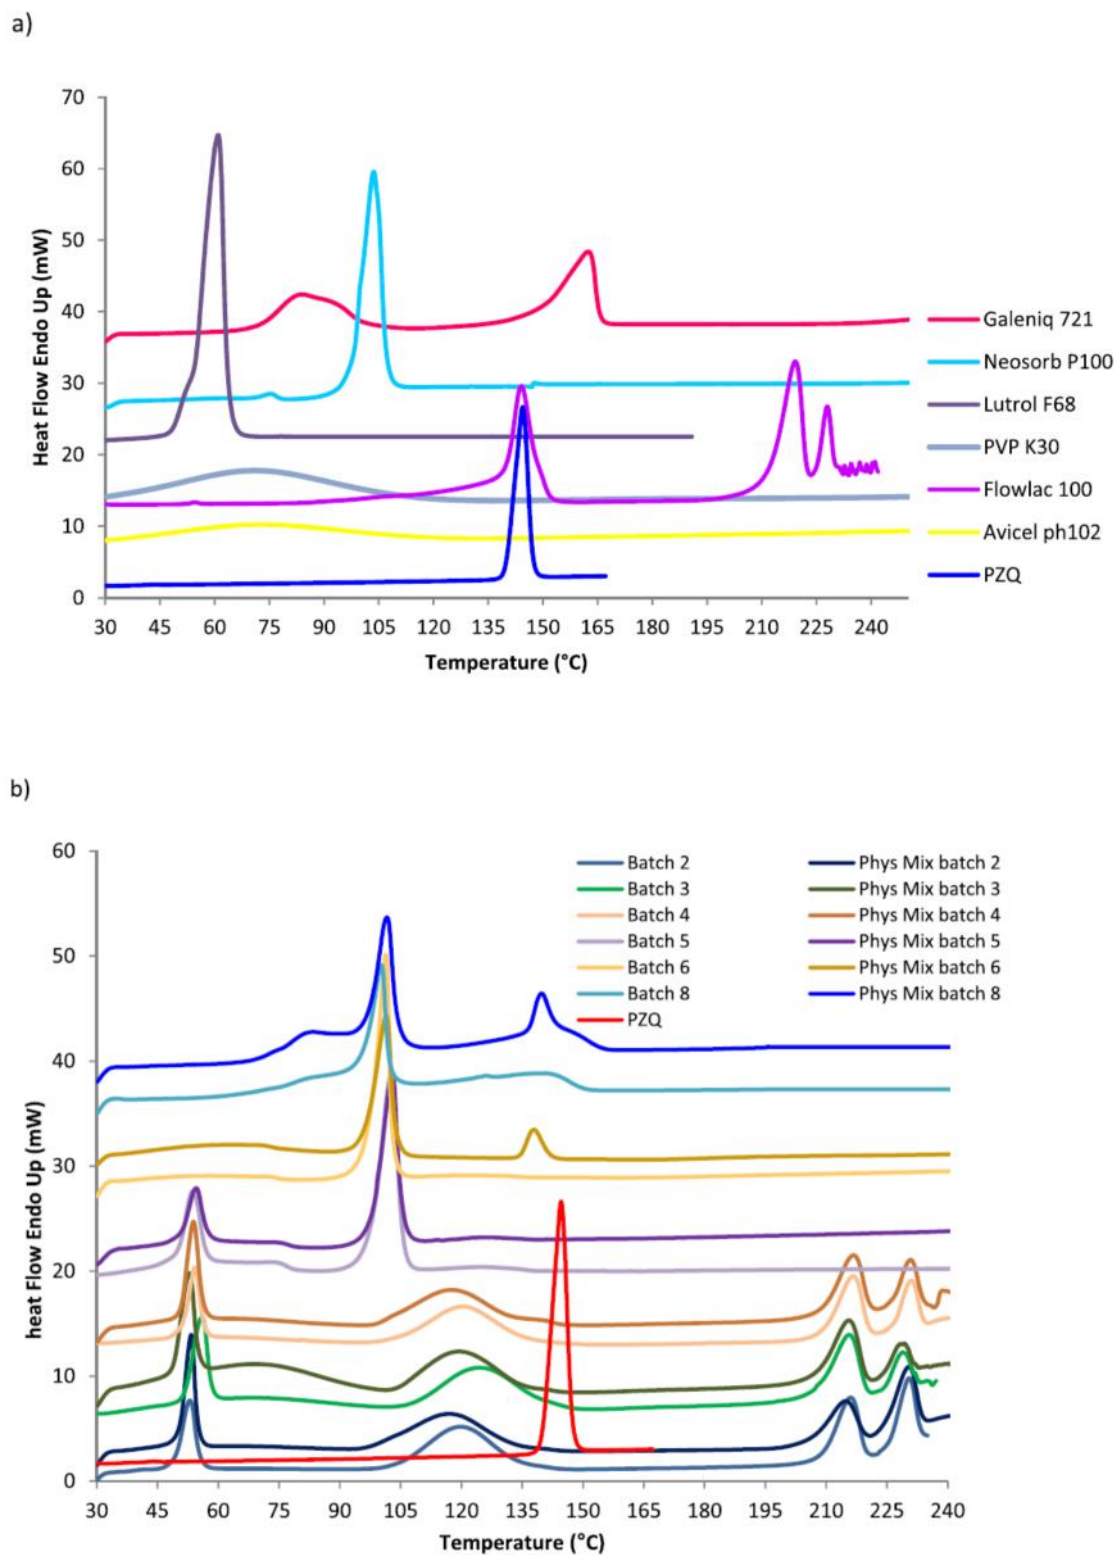 a)
70
60
50
40
30
20
10
0
Heat Flow Endo Up (mW)
30 45 60 75 90 105 120 135 150 165 180 195 210 225 240
Temperature (°C)
Galeniq 721
Neosorb P100
Lutrol F68
PVP K30
Flowlac 100
Avicel ph102
PZQ
b)
60
50
40
30
20
10
0
heat Flow Endo Up (mW)
Batch 2 Phys Mix batch 2
Batch 3 Phys Mix batch 3
Batch 4 Phys Mix batch 4
Batch 5 Phys Mix batch 5
Batch 6 Phys Mix batch 6
Batch 8 Phys Mix batch 8
PZQ
30 45 60 75 90 105 120 135 150 165 180 195 210 225 240
Temperature (°C)